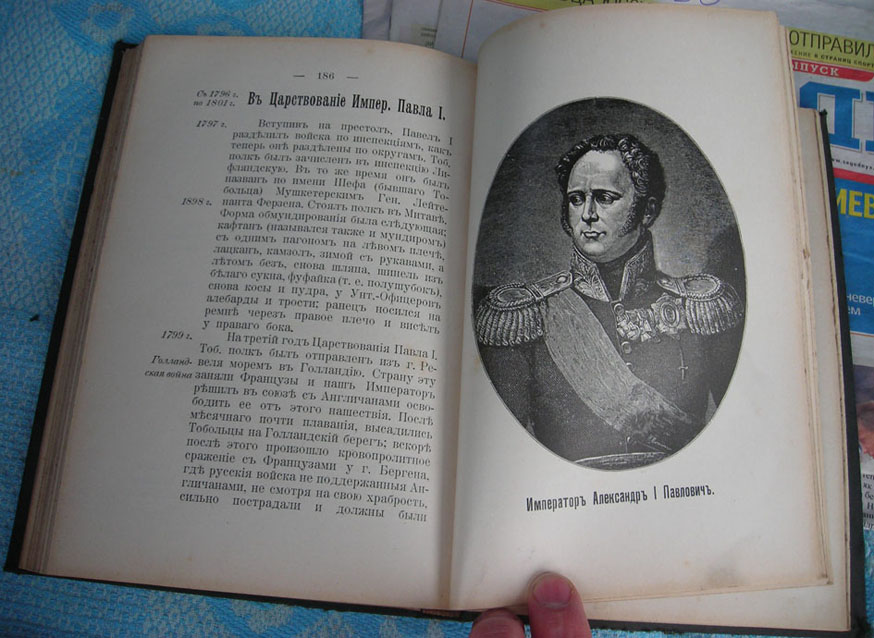 — 186 —
Съ 1796 г.
по 1801 г.
Въ Царствованіе Импер. Павла I.
1797 г.
Вступивъ на престолъ, Павелъ I
раздѣлилъ войска по инспекціямъ, какъ
теперь онѣ раздѣлены по округамъ. Тоб.
полкъ былъ зачисленъ въ инспекцію Ли-
фляндскую. Въ то же время онъ былъ
названъ по имени Шефа (бывшаго То-
больца) Мушкетерскимъ Ген. Лейте-
1898 г.
нанта Ферзена. Стоялъ полкъ въ Митавѣ.
Форма обмундированія была слѣдующая:
кафтанъ (назывался также и мундиромъ)
съ однимъ пагономъ на лѣвомъ плечѣ,
лацканъ, камзолъ, зимой съ рукавами, а
лѣтомъ безъ, снова шляпа, шинель изъ
бѣлаго сукна, фуфайка (т. е. полушубокъ),
снова косы и пудра, у Унт.-Офицеровъ
алебарды и трости; ранецъ носился на
ремнѣ черезъ правое плечо и висѣлъ
у праваго бока.
1799 г.
На третій годъ Царствованія Павла I.
Тоб. полкъ былъ отправленъ изъ г. Ре-
Голланд-
ская война
веля моремъ въ Голландію. Страну эту
заняли Французы и нашъ Императоръ
рѣшилъ въ союзѣ съ Англичанами осво-
бодить ее отъ этого нашествія. Послѣ
мѣсячнаго почти плаванія, высадились
Тобольцы на Голландскій берегъ; вскорѣ
послѣ этого произошло кровопролитное
сраженіе съ Французами у г. Бергена,
гдѣ русскія войска не поддержанныя Ан-
гличанами, не смотря на свою храбрость,
сильно пострадали и должны были
Императоръ Александръ I Павловичъ.
ОТПРАВИЛ
ЫПУСК
ИЕВ